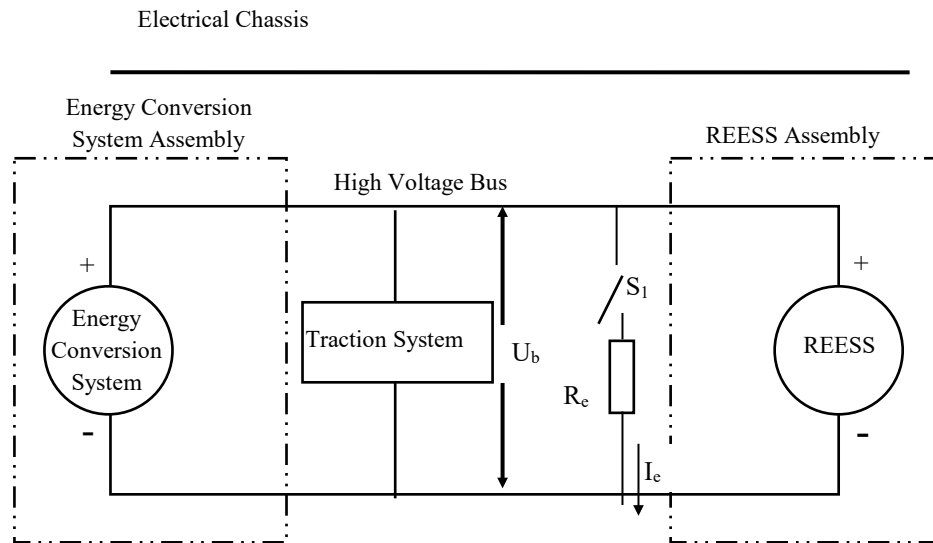 Electrical Chassis
Energy Conversion
System Assembly
REESS Assembly
High Voltage Bus
+
+
S1
Energy
Conversion
System
Traction System
Ub
REESS
Re
-
-
Ie